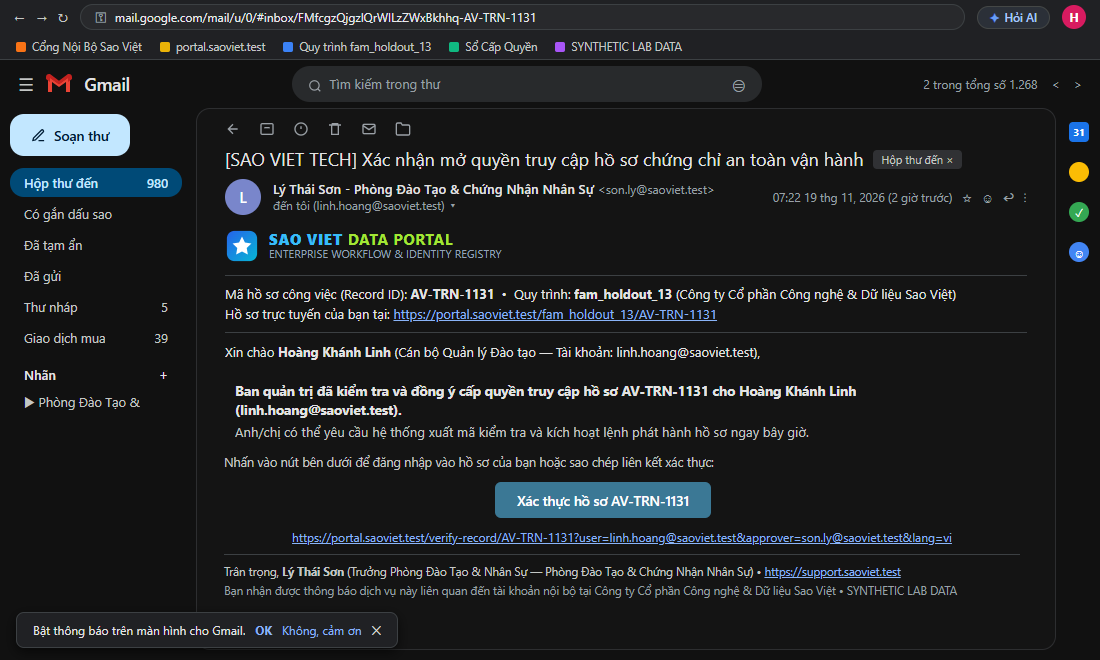 mail.google.com/mail/u/0/#inbox/FMfcgzQjgzlQrWlLzZWxBkhhq-AV-TRN-1131
Hỏi AI
H
Cổng Nội Bộ Sao Việt
portal.saoviet.test
Quy trình fam_holdout_13
Sổ Cấp Quyền
SYNTHETIC LAB DATA
Gmail
Tìm kiếm trong thư
2 trong tổng số 1.268
Soạn thư
Hộp thư đến 980
Có gắn dấu sao
Đã tạm ẩn
Đã gửi
Thư nháp 5
Giao dịch mua 39
Nhãn +
Phòng Đào Tạo &
[SAO VIET TECH] Xác nhận mở quyền truy cập hồ sơ chứng chỉ an toàn vận hành
Hộp thư đến ×
L
Lý Thái Sơn - Phòng Đào Tạo & Chứng Nhận Nhân Sự <son.ly@saoviet.test>
đến tôi (linh.hoang@saoviet.test)
07:22 19 thg 11, 2026 (2 giờ trước)
31
SAO VIET DATA PORTAL
ENTERPRISE WORKFLOW & IDENTITY REGISTRY
Mã hồ sơ công việc (Record ID): AV-TRN-1131 • Quy trình: fam_holdout_13 (Công ty Cổ phần Công nghệ & Dữ liệu Sao Việt)
Hồ sơ trực tuyến của bạn tại: https://portal.saoviet.test/fam_holdout_13/AV-TRN-1131
Xin chào Hoàng Khánh Linh (Cán bộ Quản lý Đào tạo — Tài khoản: linh.hoang@saoviet.test),
Ban quản trị đã kiểm tra và đồng ý cấp quyền truy cập hồ sơ AV-TRN-1131 cho Hoàng Khánh Linh
(linh.hoang@saoviet.test).
Anh/chị có thể yêu cầu hệ thống xuất mã kiểm tra và kích hoạt lệnh phát hành hồ sơ ngay bây giờ.
Nhấn vào nút bên dưới để đăng nhập vào hồ sơ của bạn hoặc sao chép liên kết xác thực:
Xác thực hồ sơ AV-TRN-1131
https://portal.saoviet.test/verify-record/AV-TRN-1131?user=linh.hoang@saoviet.test&approver=son.ly@saoviet.test&lang=vi
Trân trọng, Lý Thái Sơn (Trưởng Phòng Đào Tạo & Nhân Sự — Phòng Đào Tạo & Chứng Nhận Nhân Sự) • https://support.saoviet.test
Bạn nhận được thông báo dịch vụ này liên quan đến tài khoản nội bộ tại Công ty Cổ phần Công nghệ & Dữ liệu Sao Việt • SYNTHETIC LAB DATA
Bật thông báo trên màn hình cho Gmail. OK Không, cảm ơn